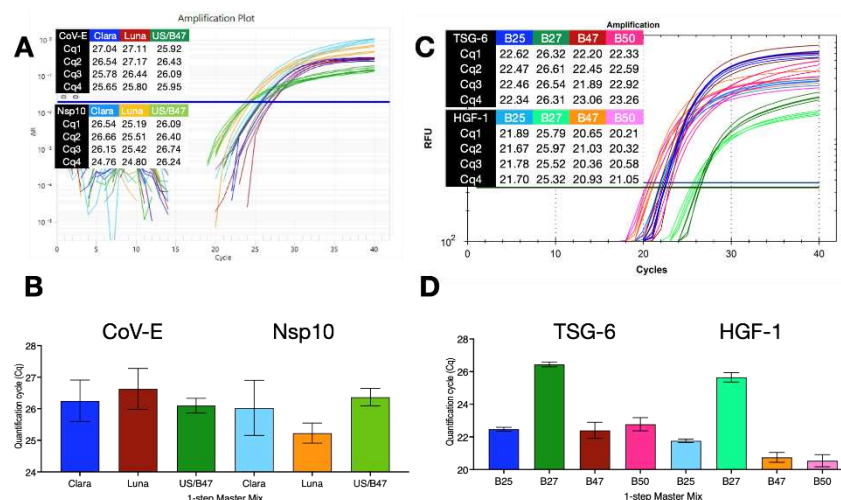 A
Amplification Plot
CoV-E Clara Luna US/B47
Cq1 27.04 27.11 25.92
Cq2 26.54 27.17 26.43
Cq3 25.78 26.44 26.09
Cq4 25.65 25.80 25.95
Nsp10 Clara Luna US/B47
Cq1 26.54 25.19 26.09
Cq2 26.66 25.51 26.40
Cq3 26.15 25.42 26.74
Cq4 24.76 24.80 26.24
0 5 10 15 20 25 30 35 40
Cycle
C
Amplification
TSG-6 B25 B27 B47 B50
Cq1 22.62 26.32 22.20 22.33
Cq2 22.47 26.61 22.45 22.59
Cq3 22.46 26.54 21.89 22.92
Cq4 22.34 26.31 23.06 23.26
HGF-1 B25 B27 B47 B50
Cq1 21.89 25.79 20.65 20.21
Cq2 21.67 25.97 21.03 20.32
Cq3 21.78 25.52 20.36 20.58
Cq4 21.70 25.32 20.93 21.05
RFU
10²
0 10 20 30 40
Cycles
B
CoV-E Nsp10
Quantification cycle (Cq)
28
27
26
25
24
Clara Luna US/B47 Clara Luna US/B47
1-step Master Mix
D
TSG-6 HGF-1
Quantification cycle (Cq)
28
26
24
22
20
B25 B27 B47 B50 B25 B27 B47 B50
1-step Master Mix